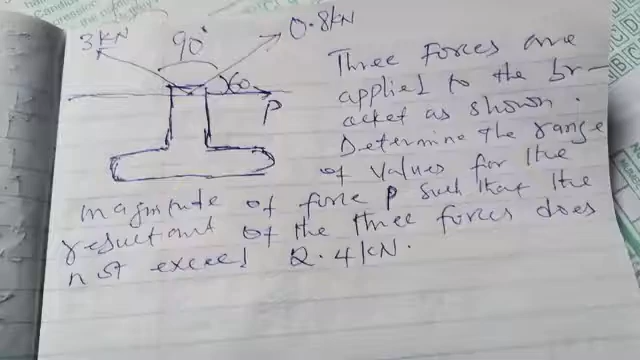 3KN
90°
0.8KN
60
P
Three Forces are
applied to the br-
acket as shown.
Determine the range
of values for the
magnitude of force P such that the
resultant of the three forces does
not exceed 2.4KN.